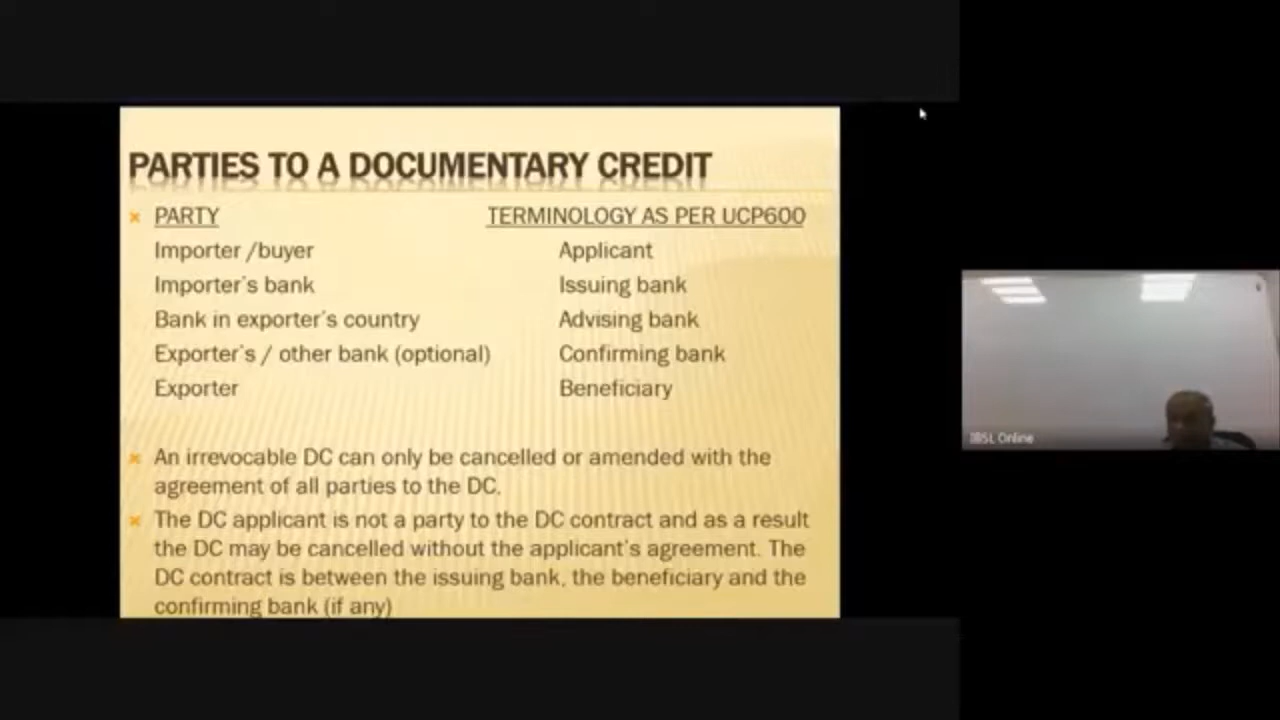 PARTIES TO A DOCUMENTARY CREDIT
PARTY TERMINOLOGY AS PER UCP600
Importer /buyer Applicant
Importer's bank Issuing bank
Bank in exporter's country Advising bank
Exporter's / other bank (optional) Confirming bank
Exporter Beneficiary
An irrevocable DC can only be cancelled or amended with the
agreement of all parties to the DC.
The DC applicant is not a party to the DC contract and as a result
the DC may be cancelled without the applicant's agreement. The
DC contract is between the issuing bank, the beneficiary and the
confirming bank (if any)
IBSL Online